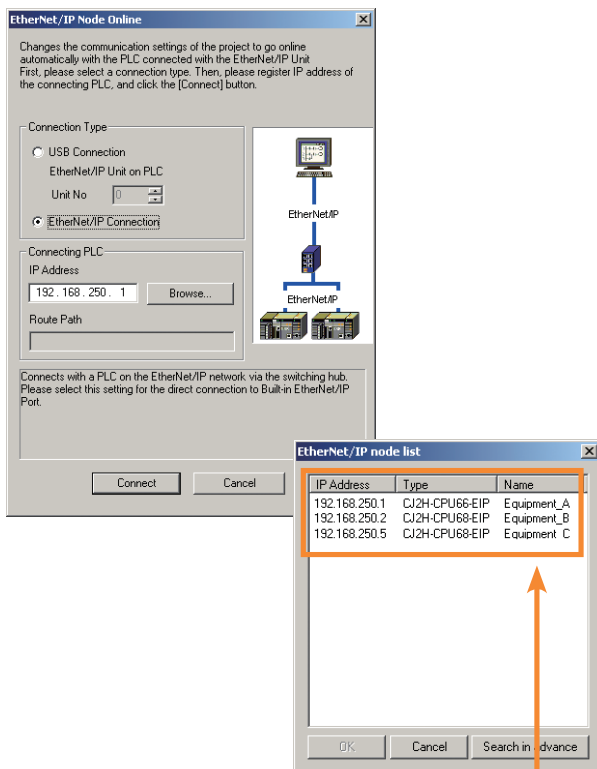 EtherNet/IP Node Online
Changes the communication settings of the project to go online
automatically with the PLC connected with the EtherNet/IP Unit
First, please select a connection type. Then, please register IP address of
the connecting PLC, and click the [Connect] button.
Connection Type
USB Connection
EtherNet/IP Unit on PLC
Unit No 0
EtherNet/IP Connection
EtherNet/IP
EtherNet/IP
Connecting PLC
IP Address
192 . 168 . 250 . 1 Browse...
Route Path
Connects with a PLC on the EtherNet/IP network via the switching hub.
Please select this setting for the direct connection to Built-in EtherNet/IP
Port.
Connect Cancel
EtherNet/IP node list
IP Address Type Name
192.168.250.1 CJ2H-CPU66-EIP Equipment_A
192.168.250.2 CJ2H-CPU68-EIP Equipment_B
192.168.250.5 CJ2H-CPU68-EIP Equipment_C
OK Cancel Search in advance